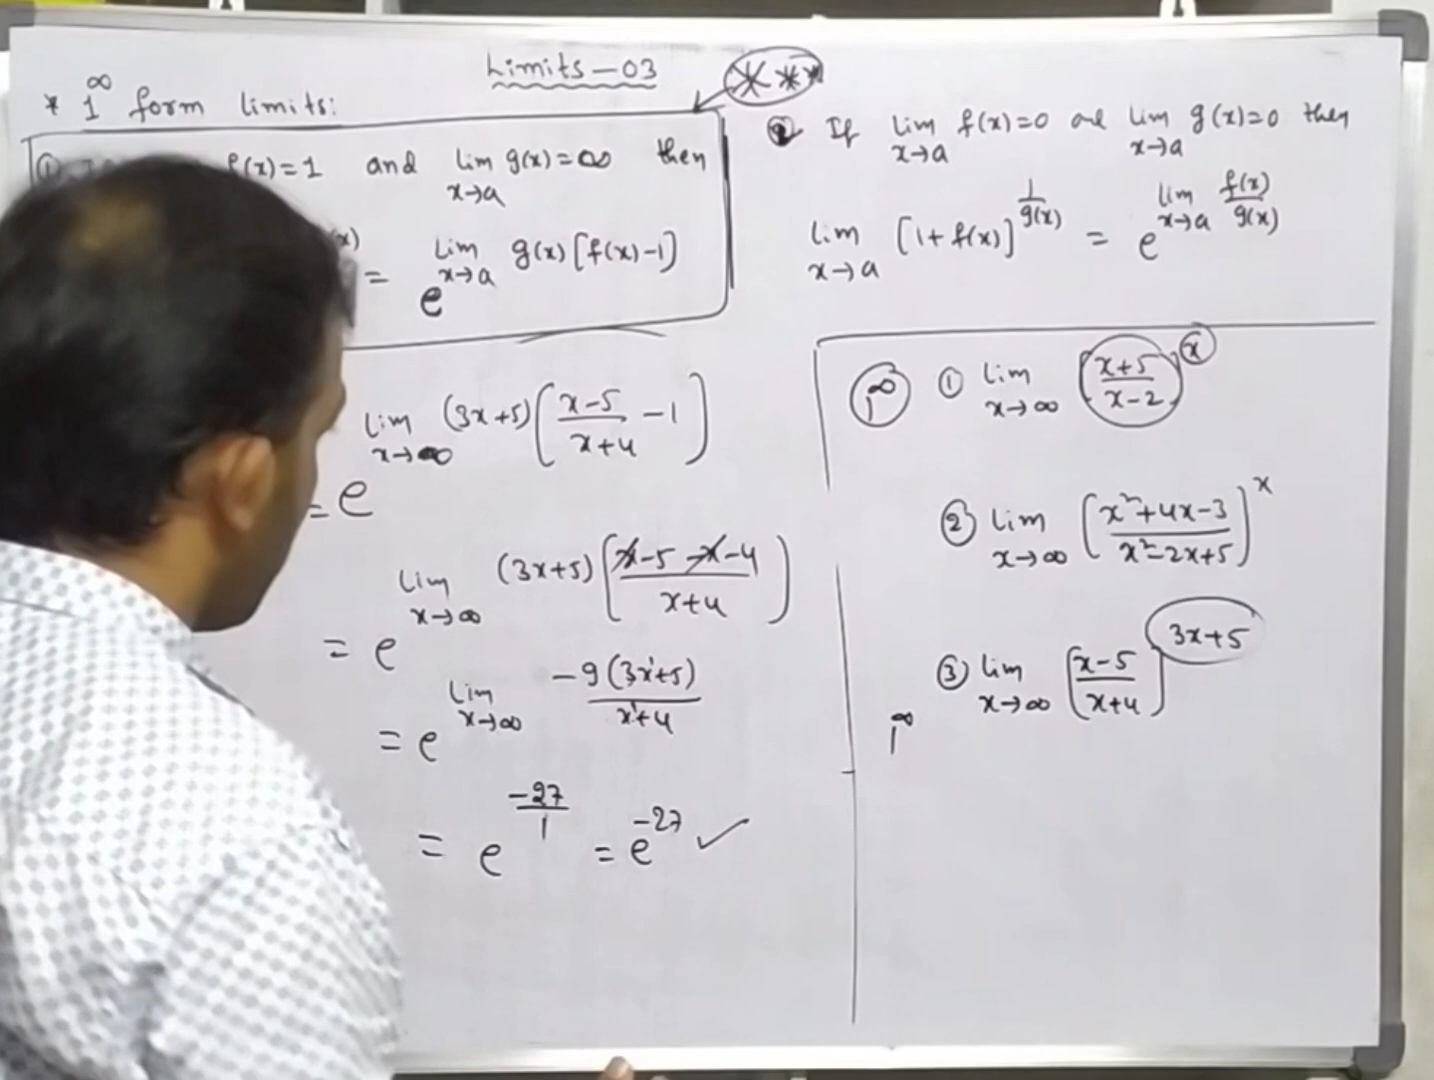 Limits-03
* 1^∞ form limits:
① f(x)=1 and lim x→a g(x)=∞ then
= e^{lim x→a g(x)[f(x)-1]}
② If lim x→a f(x)=0 and lim x→a g(x)=0 then
lim x→a [1+f(x)]^{1/g(x)} = e^{lim x→a f(x)/g(x)}
= e^{lim x→∞ (3x+5)((x-5)/(x+4) -1)}
= e^{lim x→∞ (3x+5)((x-5-x-4)/(x+4))}
= e^{lim x→∞ -9(3x¹+5)/(x¹+4)}
= e^{-27/1} = e^{-27} ✓
1^∞ ① lim x→∞ [(x+5)/(x-2)]^x
② lim x→∞ ((x²+4x-3)/(x²-2x+5))^x
③ lim x→∞ ((x-5)/(x+4))^{3x+5}
1^∞